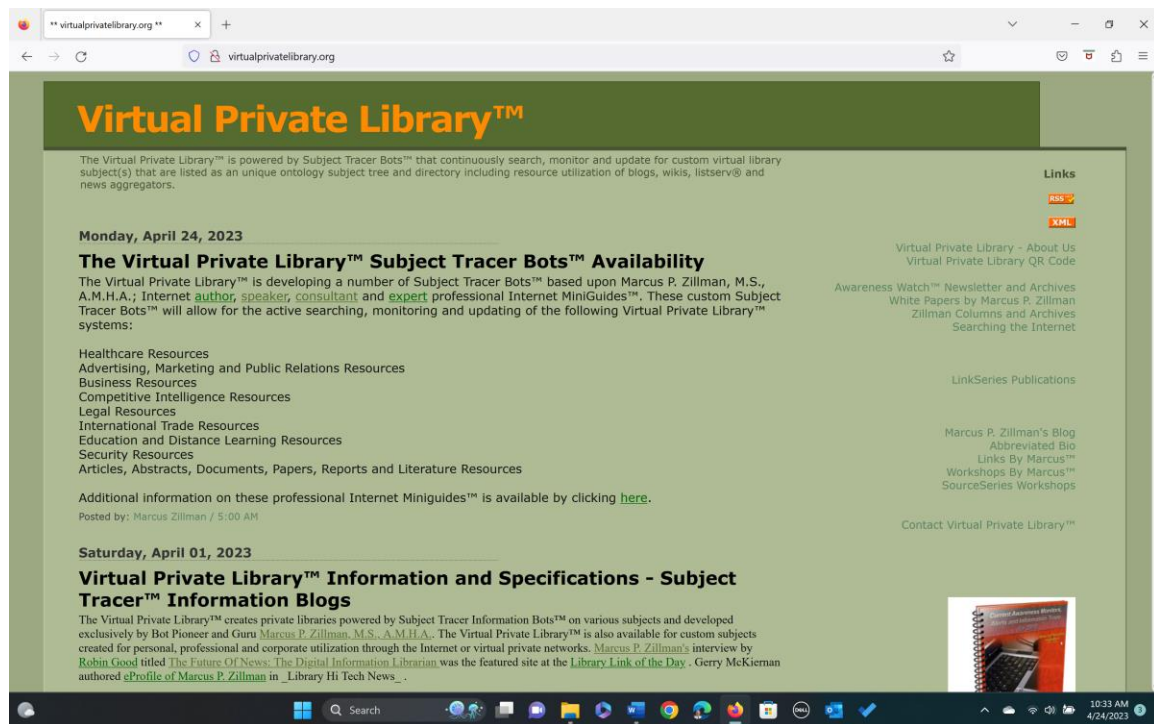 ** virtualprivatelibrary.org **
virtualprivatelibrary.org
Virtual Private Library™
The Virtual Private Library™ is powered by Subject Tracer Bots™ that continuously search, monitor and update for custom virtual library
subject(s) that are listed as an unique ontology subject tree and directory including resource utilization of blogs, wikis, listserv® and
news aggregators.
Monday, April 24, 2023
The Virtual Private Library™ Subject Tracer Bots™ Availability
The Virtual Private Library™ is developing a number of Subject Tracer Bots™ based upon Marcus P. Zillman, M.S.,
A.M.H.A.; Internet author, speaker, consultant and expert professional Internet MiniGuides™. These custom Subject
Tracer Bots™ will allow for the active searching, monitoring and updating of the following Virtual Private Library™
systems:
Healthcare Resources
Advertising, Marketing and Public Relations Resources
Business Resources
Competitive Intelligence Resources
Legal Resources
International Trade Resources
Education and Distance Learning Resources
Security Resources
Articles, Abstracts, Documents, Papers, Reports and Literature Resources
Additional information on these professional Internet Miniguides™ is available by clicking here.
Posted by: Marcus Zillman / 5:00 AM
Saturday, April 01, 2023
Virtual Private Library™ Information and Specifications - Subject
Tracer™ Information Blogs
The Virtual Private Library™ creates private libraries powered by Subject Tracer Information Bots™ on various subjects and developed
exclusively by Bot Pioneer and Guru Marcus P. Zillman, M.S., A.M.H.A.. The Virtual Private Library™ is also available for custom subjects
created for personal, professional and corporate utilization through the Internet or virtual private networks. Marcus P. Zillman's interview by
Robin Good titled The Future Of News: The Digital Information Librarian was the featured site at the Library Link of the Day . Gerry McKiernan
authored eProfile of Marcus P. Zillman in _Library Hi Tech News_ .
Links
RSS
XML
Virtual Private Library - About Us
Virtual Private Library QR Code
Awareness Watch™ Newsletter and Archives
White Papers by Marcus P. Zillman
Zillman Columns and Archives
Searching the Internet
LinkSeries Publications
Marcus P. Zillman's Blog
Abbreviated Bio
Links By Marcus™
Workshops By Marcus™
SourceSeries Workshops
Contact Virtual Private Library™
Search
DELL
10:33 AM
4/24/2023
3